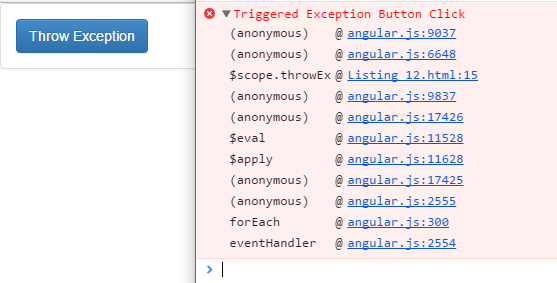 Throw Exception
Triggered Exception Button Click
(anonymous) @ angular.js:9037
(anonymous) @ angular.js:6648
$scope.throwEx @ Listing 12.html:15
(anonymous) @ angular.js:9837
(anonymous) @ angular.js:17426
$eval @ angular.js:11528
$apply @ angular.js:11628
(anonymous) @ angular.js:17425
(anonymous) @ angular.js:2555
forEach @ angular.js:300
eventHandler @ angular.js:2554